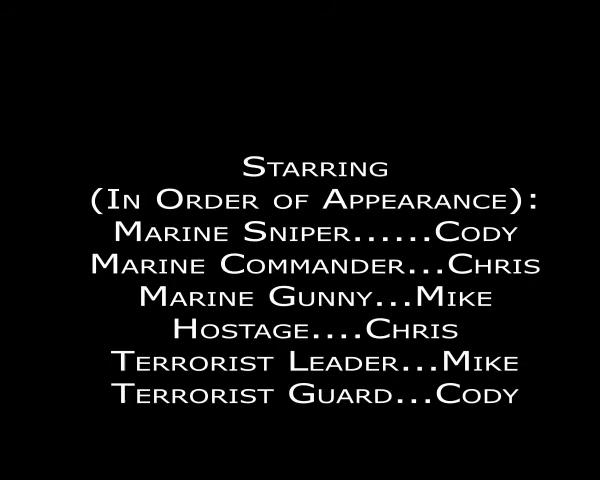 Starring
(In Order of Appearance):
Marine Sniper......Cody
Marine Commander...Chris
Marine Gunny...Mike
Hostage....Chris
Terrorist Leader...Mike
Terrorist Guard...Cody